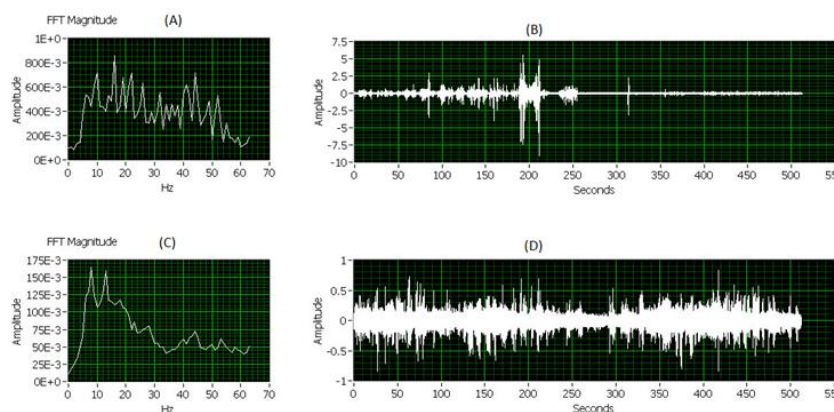 FFT Magnitude (A)
1E+0
800E-3
600E-3
400E-3
200E-3
0E+0
Amplitude
0 10 20 30 40 50 60 70
Hz
(B)
7.5
5
2.5
0
-2.5
-5
-7.5
-10
Amplitude
0 50 100 150 200 250 300 350 400 450 500 55
Seconds
FFT Magnitude (C)
175E-3
150E-3
125E-3
100E-3
75E-3
50E-3
25E-3
0E+0
Amplitude
0 10 20 30 40 50 60 70
Hz
(D)
1
0.5
0
-0.5
-1
Amplitude
0 50 100 150 200 250 300 350 400 450 500 55
Seconds